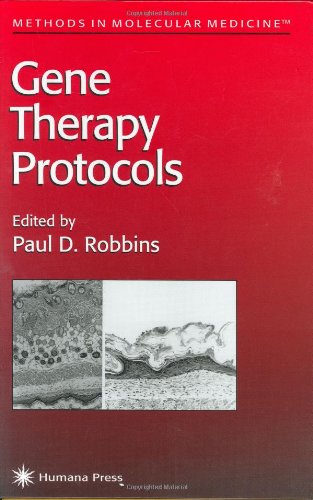 METHODS IN MOLECULAR MEDICINE™
Gene
Therapy
Protocols
Edited by
Paul D. Robbins
Humana Press